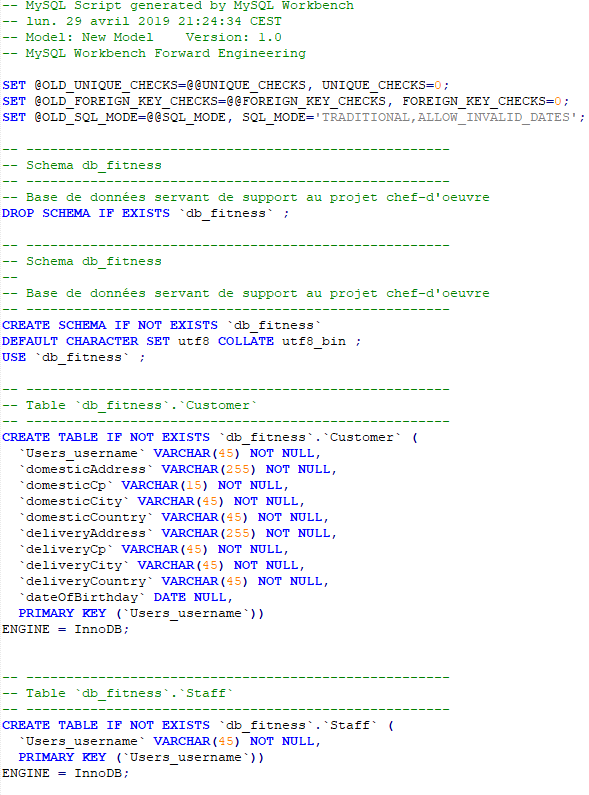 -- MySQL Script generated by MySQL Workbench
-- lun. 29 avril 2019 21:24:34 CEST
-- Model: New Model    Version: 1.0
-- MySQL Workbench Forward Engineering

SET @OLD_UNIQUE_CHECKS=@@UNIQUE_CHECKS, UNIQUE_CHECKS=0;
SET @OLD_FOREIGN_KEY_CHECKS=@@FOREIGN_KEY_CHECKS, FOREIGN_KEY_CHECKS=0;
SET @OLD_SQL_MODE=@@SQL_MODE, SQL_MODE='TRADITIONAL,ALLOW_INVALID_DATES';

-- -----------------------------------------------------
-- Schema db_fitness
-- -----------------------------------------------------
-- Base de données servant de support au projet chef-d'oeuvre
DROP SCHEMA IF EXISTS `db_fitness` ;

-- -----------------------------------------------------
-- Schema db_fitness
--
-- Base de données servant de support au projet chef-d'oeuvre
-- -----------------------------------------------------
CREATE SCHEMA IF NOT EXISTS `db_fitness`
DEFAULT CHARACTER SET utf8 COLLATE utf8_bin ;
USE `db_fitness` ;

-- -----------------------------------------------------
-- Table `db_fitness`.`Customer`
-- -----------------------------------------------------
CREATE TABLE IF NOT EXISTS `db_fitness`.`Customer` (
  `Users_username` VARCHAR(45) NOT NULL,
  `domesticAddress` VARCHAR(255) NOT NULL,
  `domesticCp` VARCHAR(15) NOT NULL,
  `domesticCity` VARCHAR(45) NOT NULL,
  `domesticCountry` VARCHAR(45) NOT NULL,
  `deliveryAddress` VARCHAR(255) NOT NULL,
  `deliveryCp` VARCHAR(45) NOT NULL,
  `deliveryCity` VARCHAR(45) NOT NULL,
  `deliveryCountry` VARCHAR(45) NOT NULL,
  `dateOfBirthday` DATE NULL,
  PRIMARY KEY (`Users_username`))
ENGINE = InnoDB;


-- -----------------------------------------------------
-- Table `db_fitness`.`Staff`
-- -----------------------------------------------------
CREATE TABLE IF NOT EXISTS `db_fitness`.`Staff` (
  `Users_username` VARCHAR(45) NOT NULL,
  PRIMARY KEY (`Users_username`))
ENGINE = InnoDB;